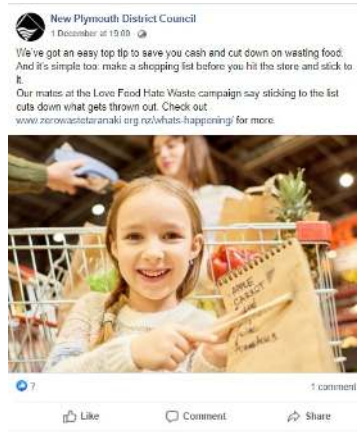 New Plymouth District Council
1 December at 19:00
We've got an easy top tip to save you cash and cut down on wasting food.
And it's simple too: make a shopping list before you hit the store and stick to
it.
Our mates at the Love Food Hate Waste campaign say sticking to the list
cuts down what gets thrown out. Check out
www.zerowastetaranaki.org.nz/whats-happening/ for more.
APPLE
CARROT
7
1 comment
Like
Comment
Share